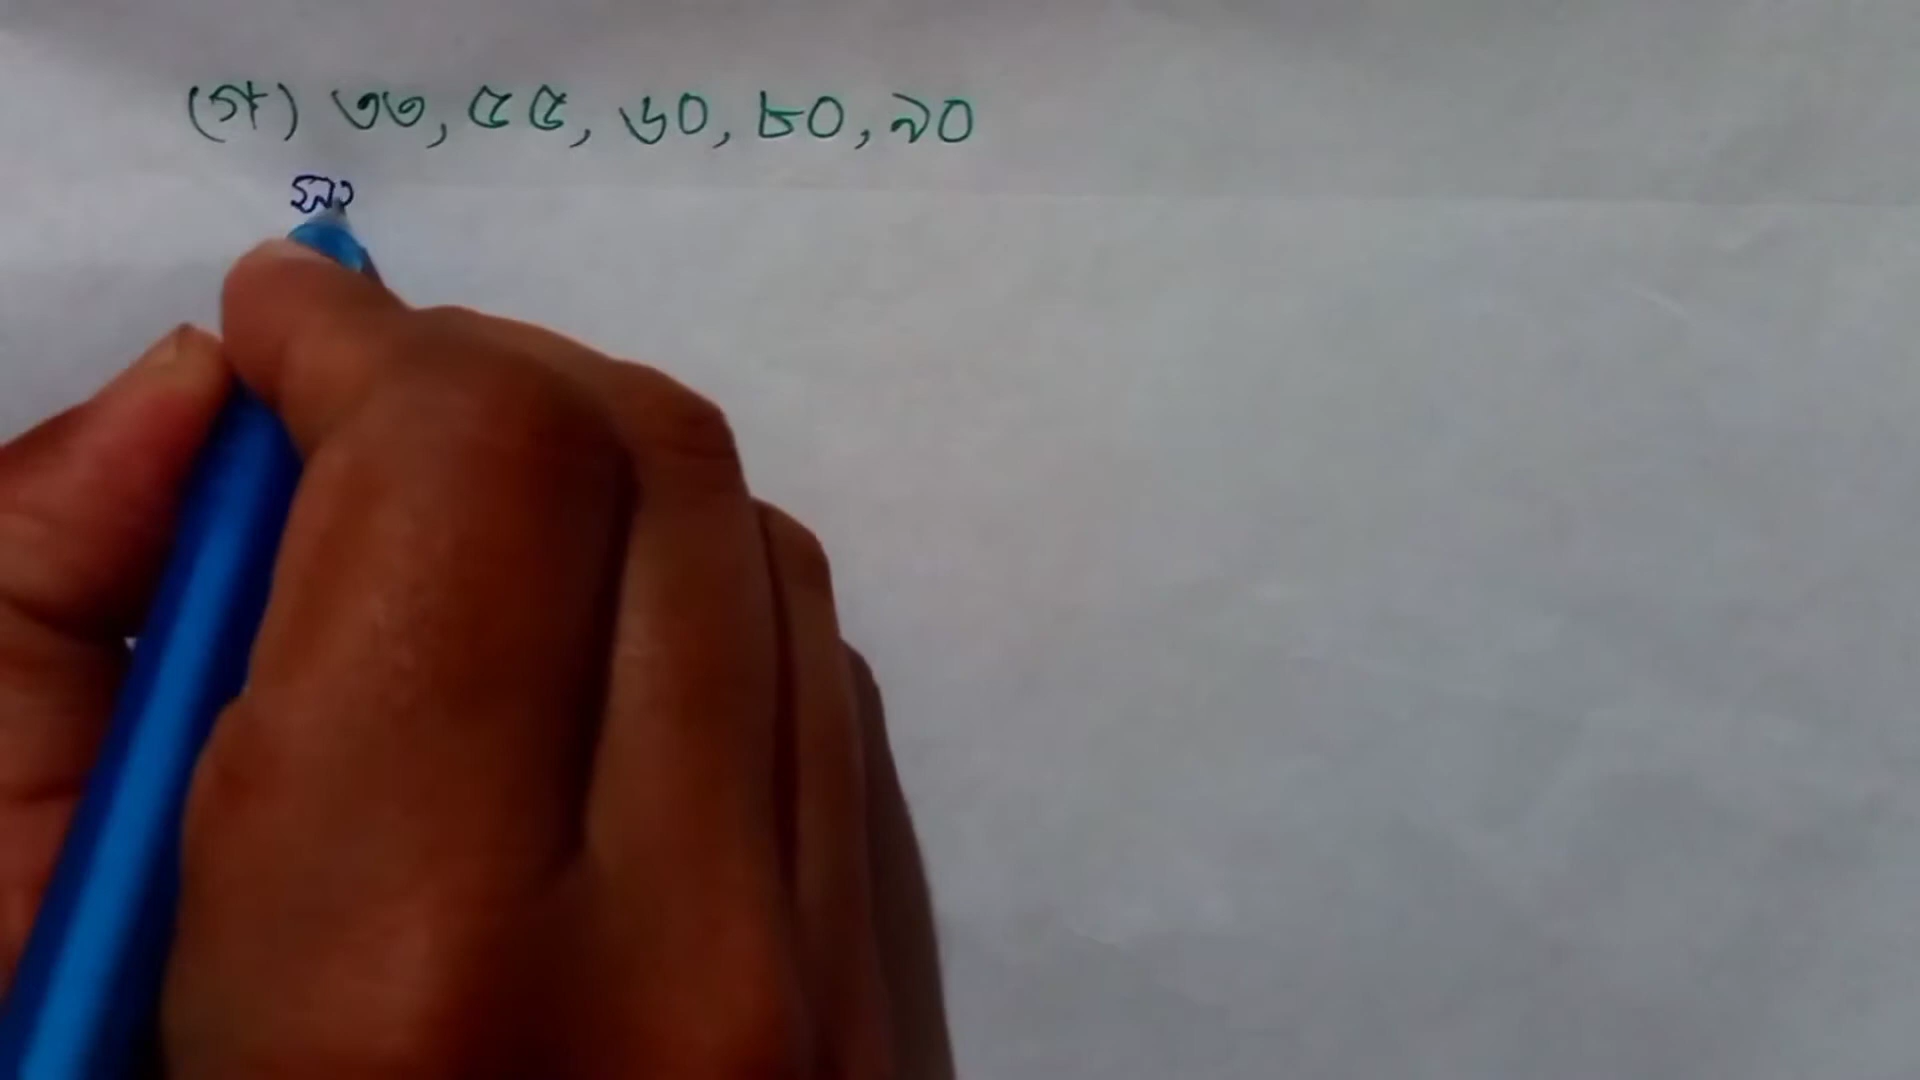 (চ) ৩৩, ৫৫, ৬০, ৮০, ৯০